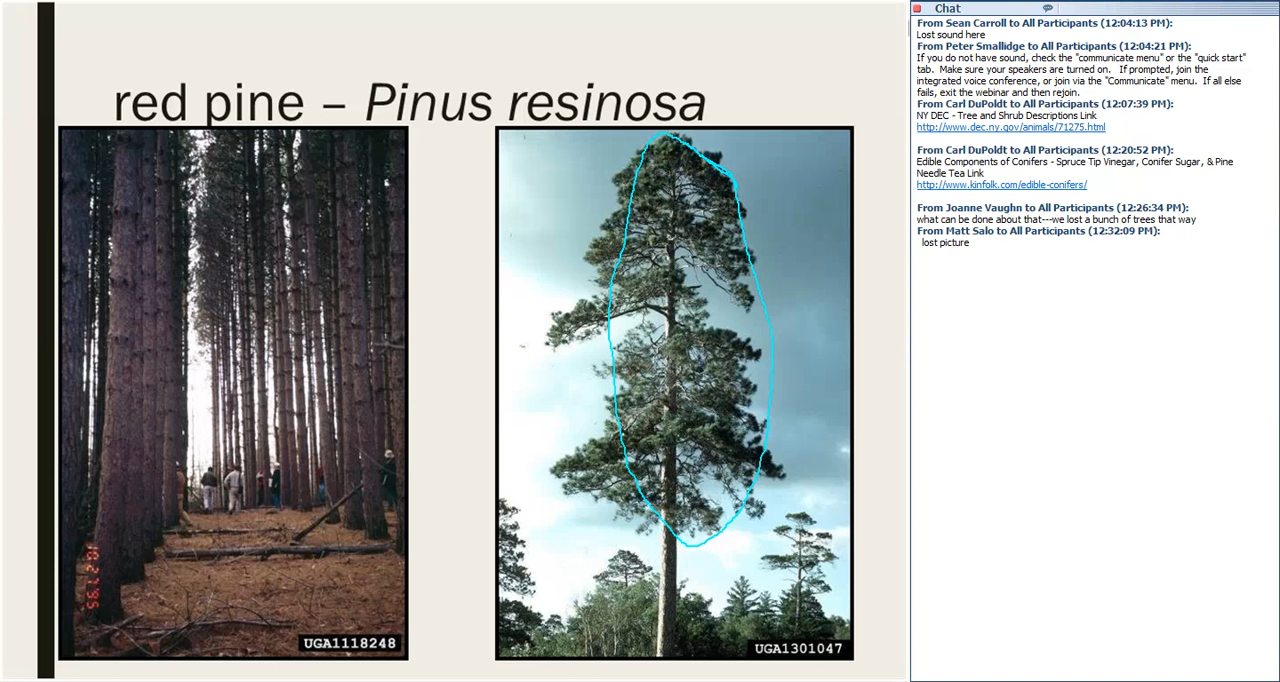 red pine – Pinus resinosa
10.27.95
UGA1118248
UGA1301047
Chat
From Sean Carroll to All Participants (12:04:13 PM):
Lost sound here
From Peter Smallidge to All Participants (12:04:21 PM):
If you do not have sound, check the "communicate menu" or the "quick start"
tab. Make sure your speakers are turned on. If prompted, join the
integrated voice conference, or join via the "Communicate" menu. If all else
fails, exit the webinar and then rejoin.
From Carl DuPoldt to All Participants (12:07:39 PM):
NY DEC - Tree and Shrub Descriptions Link
http://www.dec.ny.gov/animals/71275.html
From Carl DuPoldt to All Participants (12:20:52 PM):
Edible Components of Conifers - Spruce Tip Vinegar, Conifer Sugar, & Pine
Needle Tea Link
http://www.kinfolk.com/edible-conifers/
From Joanne Vaughn to All Participants (12:26:34 PM):
what can be done about that---we lost a bunch of trees that way
From Matt Salo to All Participants (12:32:09 PM):
lost picture